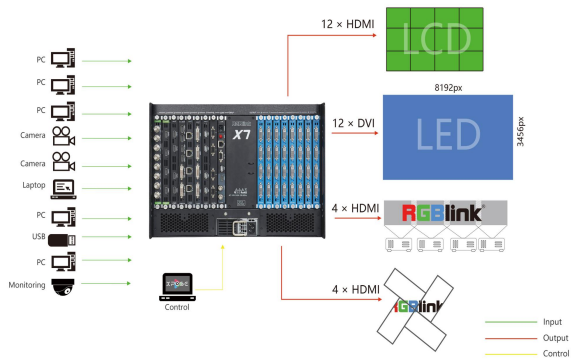 12 × HDMI
LCD
PC
PC
PC
Camera
Camera
Laptop
PC
USB
PC
Monitoring
X7
8192px
12 × DVI
LED
3456px
4 × HDMI
RGBlink
XPOSE
Control
4 × HDMI
RGBlink
Input
Output
Control